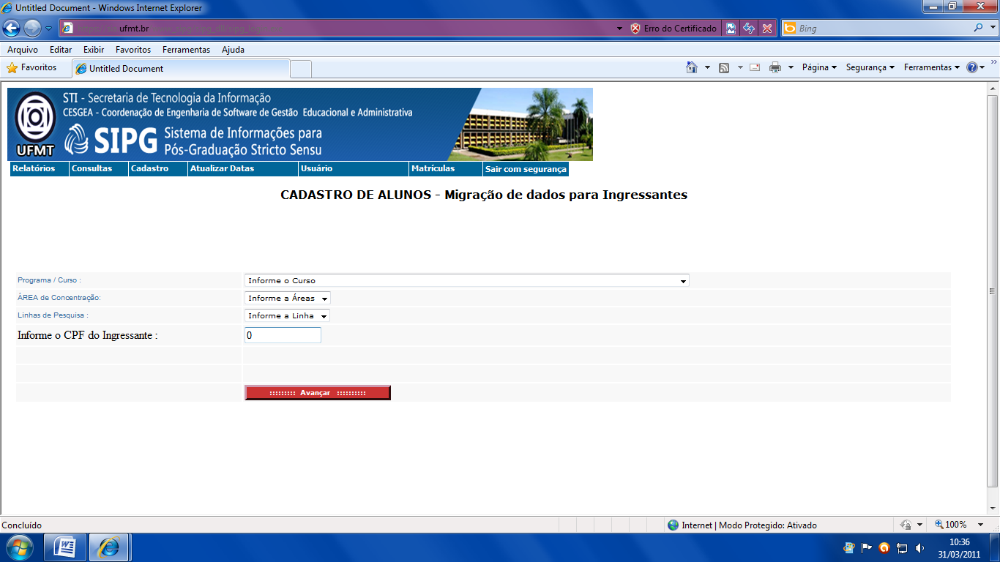 Untitled Document - Windows Internet Explorer
ufmt.br
Erro do Certificado
Bing
Arquivo Editar Exibir Favoritos Ferramentas Ajuda
Favoritos
Untitled Document
Página Segurança Ferramentas
STI - Secretaria de Tecnologia da Informação
CESGEA - Coordenação de Engenharia de Software de Gestão Educacional e Administrativa
UFMT
SIPG
Sistema de Informações para
Pós-Graduação Stricto Sensu
Relatórios Consultas Cadastro Atualizar Datas Usuário Matrículas Sair com segurança
CADASTRO DE ALUNOS - Migração de dados para Ingressantes
Programa / Curso : Informe o Curso
ÁREA de Concentração: Informe a Áreas
Linhas de Pesquisa : Informe a Linha
Informe o CPF do Ingressante : 0
::::::::: Avançar ::::::::::
Concluído
Internet | Modo Protegido: Ativado
100%
10:36
31/03/2011